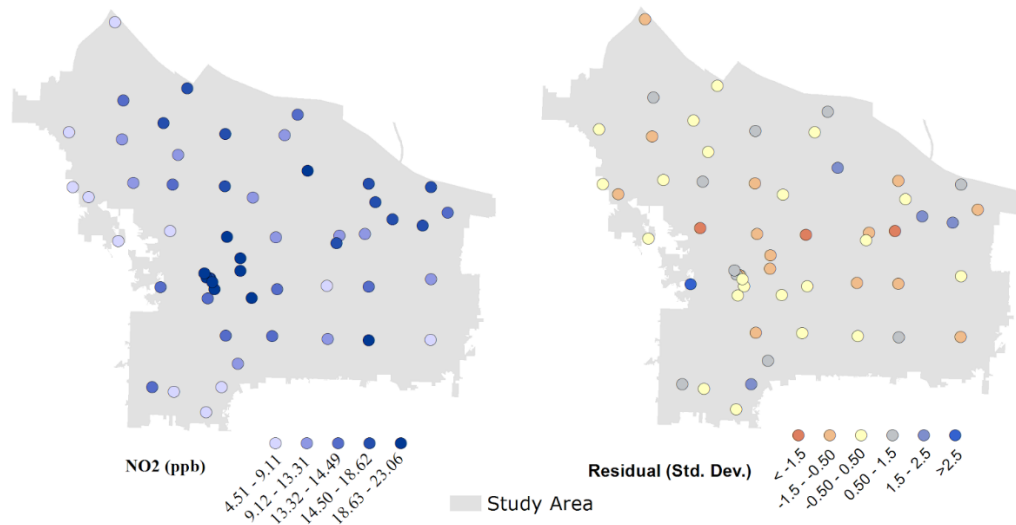 NO2 (ppb)
4.51 - 9.11
9.12 - 13.31
13.32 - 14.49
14.50 - 18.62
18.63 - 23.06
Residual (Std. Dev.)
< -1.5
-1.5 - -0.50
-0.50 - 0.50
0.50 - 1.5
1.5 - 2.5
>2.5
Study Area